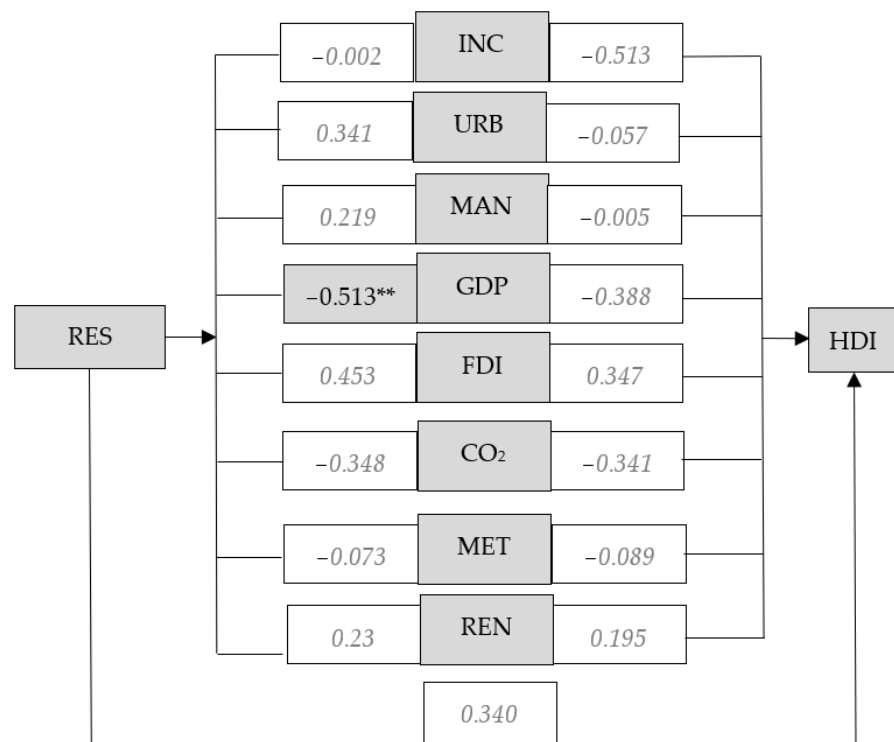 −0.002 INC −0.513
0.341 URB −0.057
0.219 MAN −0.005
−0.513** GDP −0.388
RES HDI
0.453 FDI 0.347
−0.348 CO₂ −0.341
−0.073 MET −0.089
0.23 REN 0.195
0.340